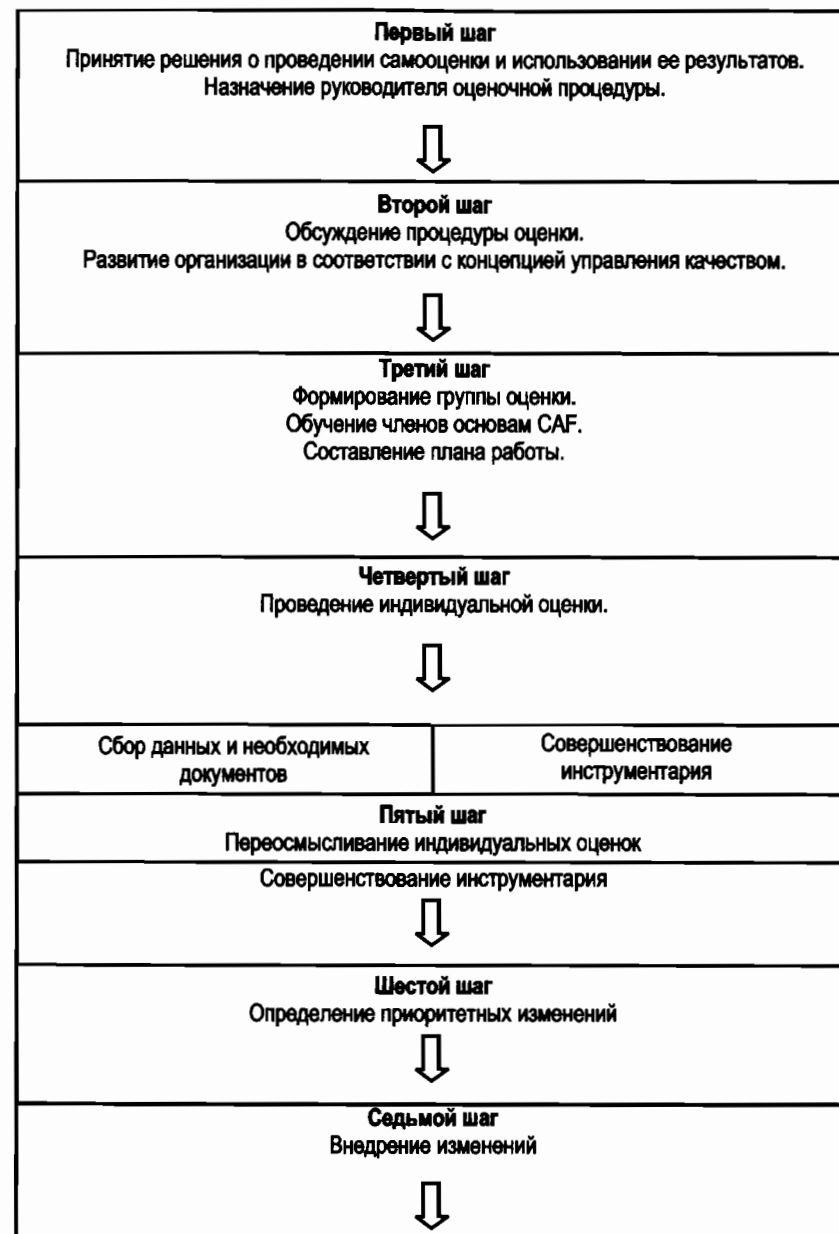 Первый шаг
Принятие решения о проведении самооценки и использовании ее результатов.
Назначение руководителя оценочной процедуры.
Второй шаг
Обсуждение процедуры оценки.
Развитие организации в соответствии с концепцией управления качеством.
Третий шаг
Формирование группы оценки.
Обучение членов основам CAF.
Составление плана работы.
Четвертый шаг
Проведение индивидуальной оценки.
Сбор данных и необходимых
документов
Совершенствование
инструментария
Пятый шаг
Переосмысливание индивидуальных оценок
Совершенствование инструментария
Шестой шаг
Определение приоритетных изменений
Седьмой шаг
Внедрение изменений